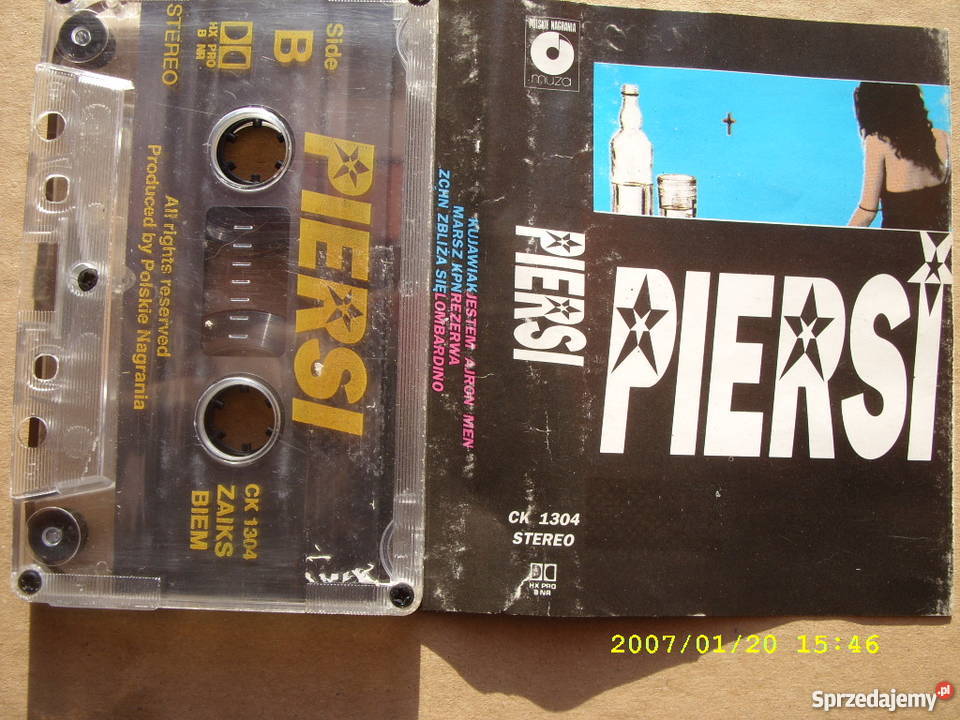 Side
B
DD
HX PRO
B NR
STEREO
PIERSI
All rights reserved
Produced by Polskie Nagrania
CK 1304
ZAIKS
BIEM
KUJAWIAK JESTEM AJRON MEN
MARSZ KPN REZERWA
ZCHN ZBLIŻA SIĘ LOMBARDINO
POLSKIE NAGRANIA
muza
PIERSI
CK 1304
STEREO
HX PRO
B NR
PIERSI
2007/01/20 15:46
Sprzedajemy.pl